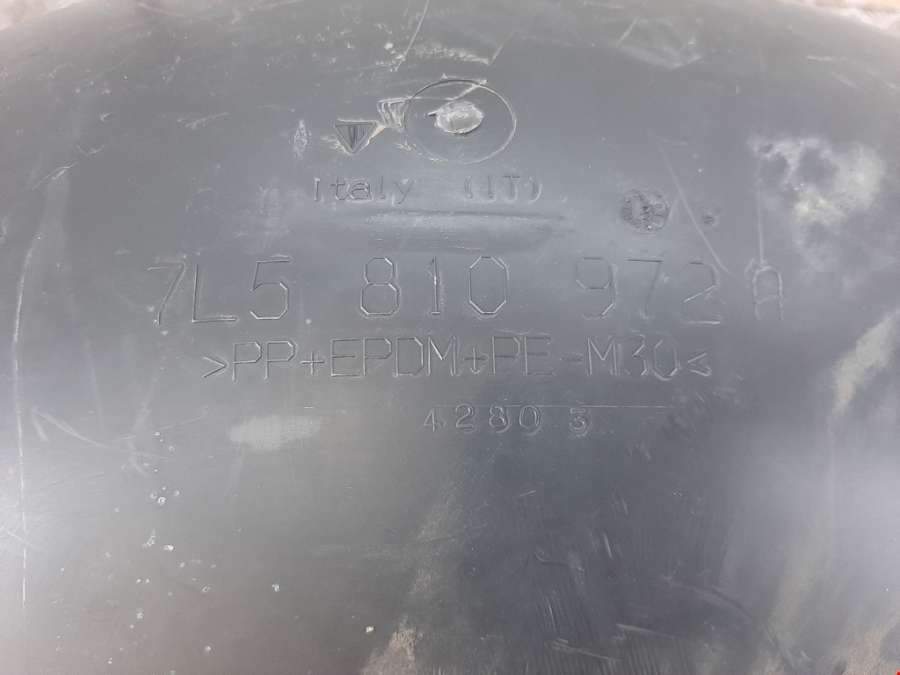 Italy (IT)
7L5 810 972 A
>PP+EPDM+PE-M30<
4280 3